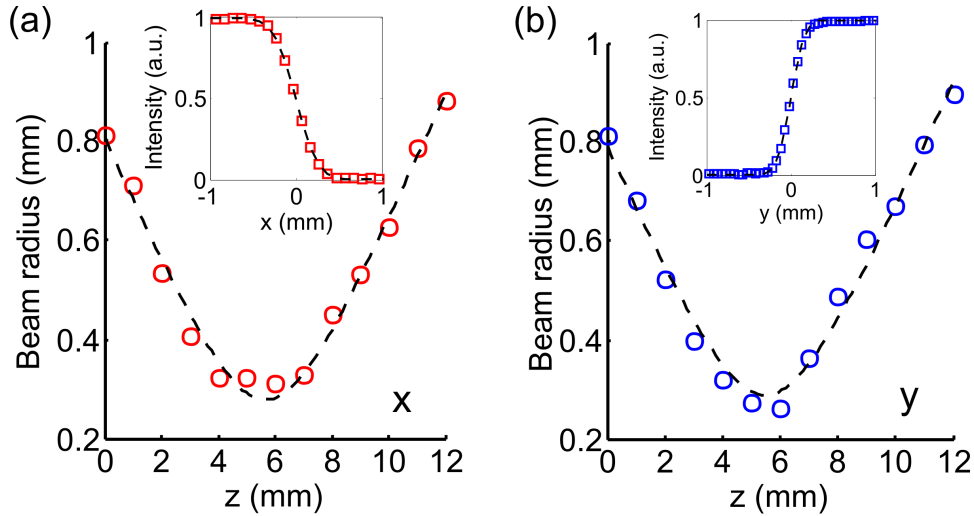 (a)
Beam radius (mm)
1
0.8
0.6
0.4
0.2
0 2 4 6 8 10 12
z (mm)
x
Intensity (a.u.)
1
0.5
0
-1 0 1
x (mm)
(b)
Beam radius (mm)
1
0.8
0.6
0.4
0.2
0 2 4 6 8 10 12
z (mm)
y
Intensity (a.u.)
1
0.5
0
-1 0 1
y (mm)